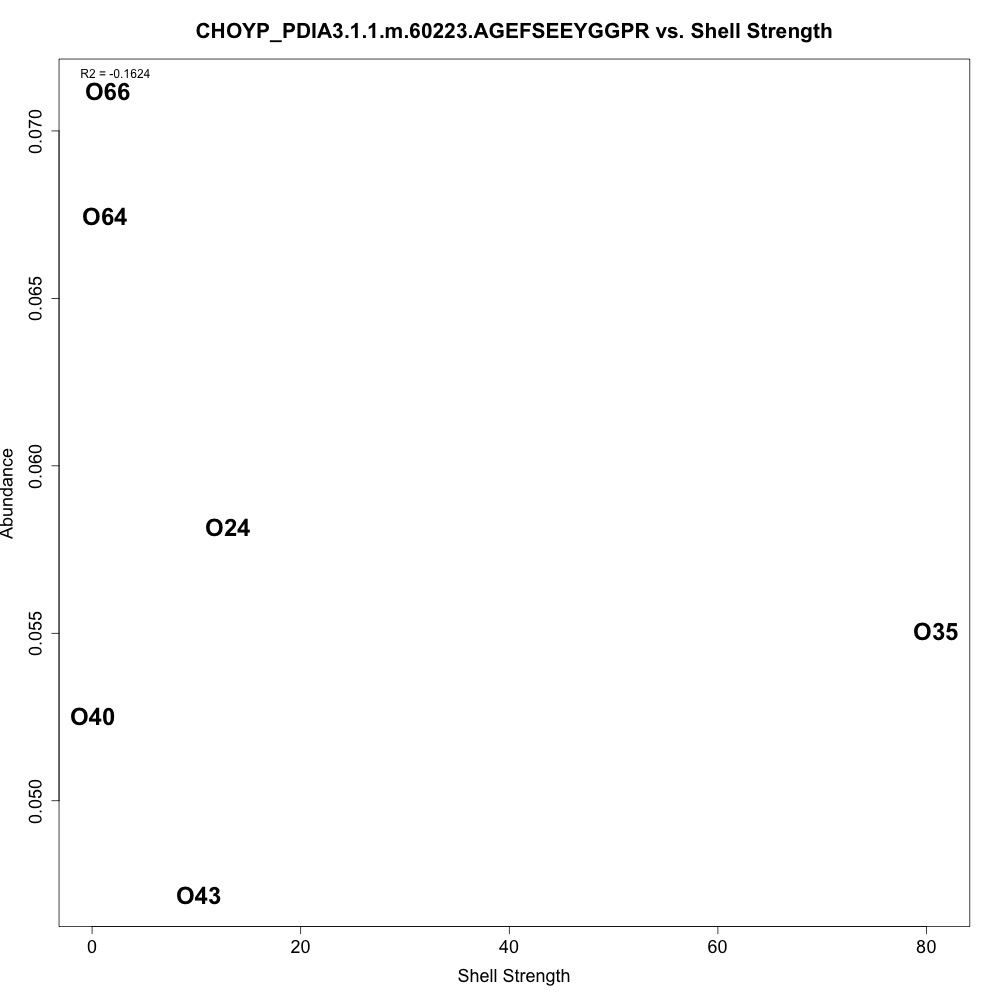 CHOYP_PDIA3.1.1.m.60223.AGEFSEEYGGPR vs. Shell Strength
R2 = -0.1624
O66
0.070
O64
0.065
0.060
Abundance
O24
0.055
O35
O40
0.050
O43
0 20 40 60 80
Shell Strength